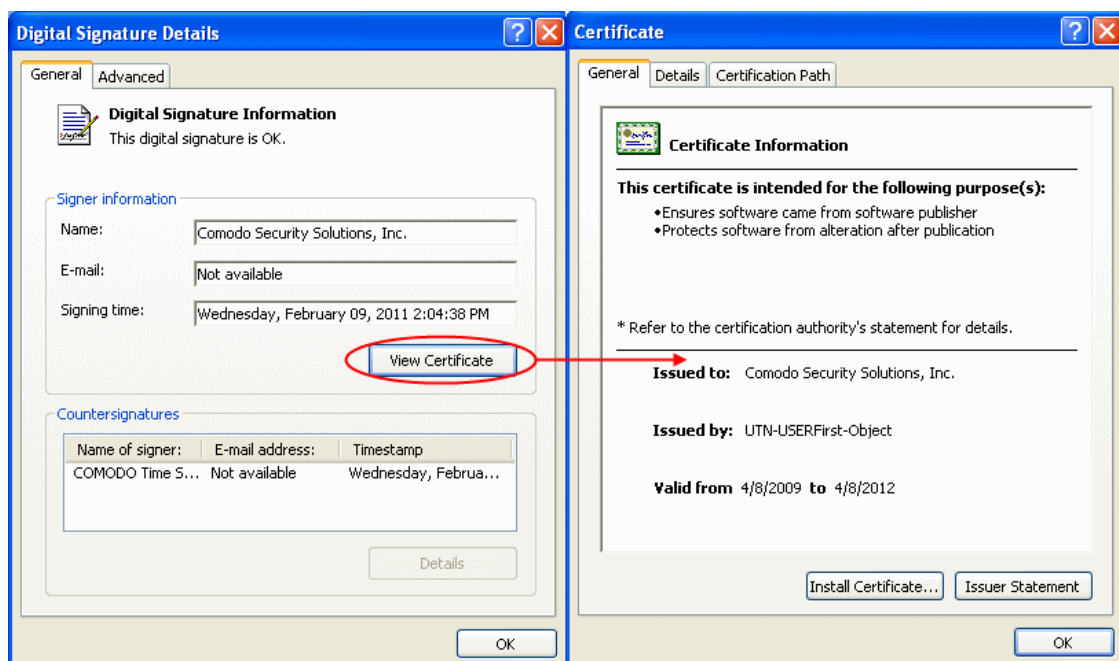 Digital Signature Details
General Advanced
Digital Signature Information
This digital signature is OK.
Signer information
Name: Comodo Security Solutions, Inc.
E-mail: Not available
Signing time: Wednesday, February 09, 2011 2:04:38 PM
View Certificate
Countersignatures
Name of signer: E-mail address: Timestamp
COMODO Time S... Not available Wednesday, Februa...
Details
OK
Certificate
General Details Certification Path
Certificate Information
This certificate is intended for the following purpose(s):
•Ensures software came from software publisher
•Protects software from alteration after publication
* Refer to the certification authority's statement for details.
Issued to: Comodo Security Solutions, Inc.
Issued by: UTN-USERFirst-Object
Valid from 4/8/2009 to 4/8/2012
Install Certificate... Issuer Statement
OK